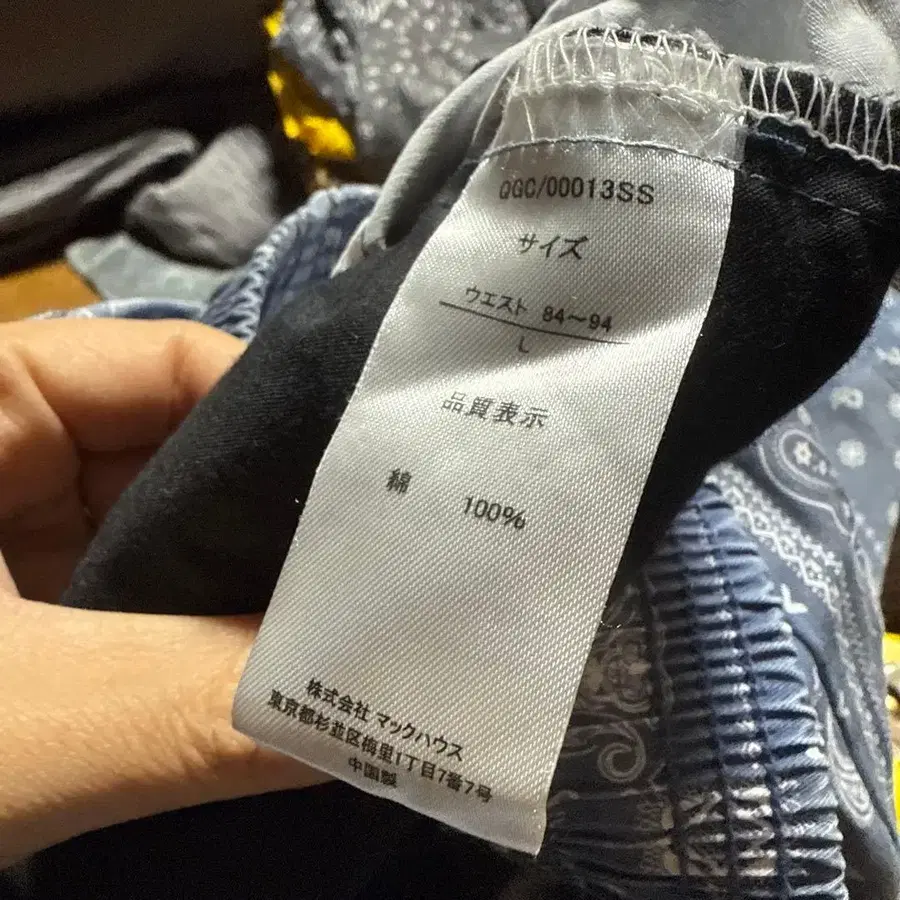 QGC/00013SS
サイズ
ウエスト 84～94
L
品質表示
綿 100%
株式会社 マックハウス
東京都杉並区梅里1丁目7番7号
中国製